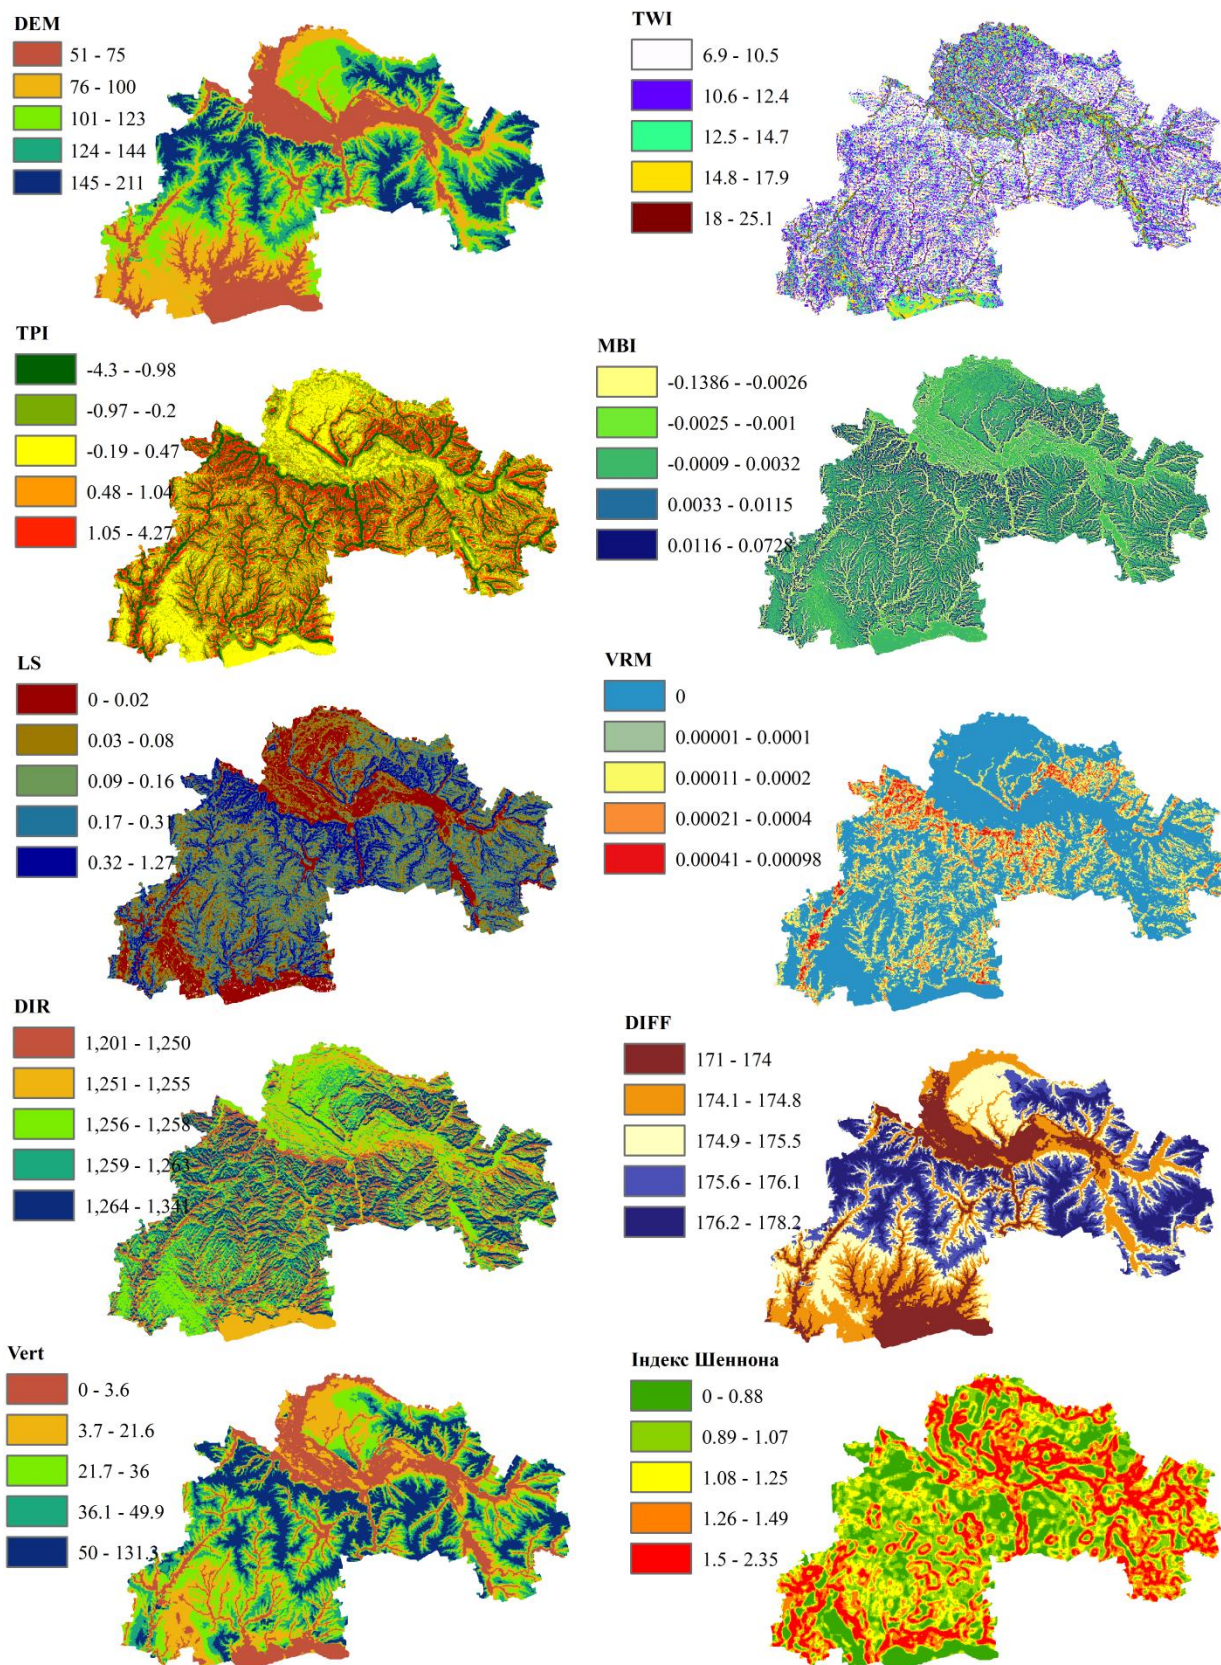 DEM
51 - 75
76 - 100
101 - 123
124 - 144
145 - 211
TWI
6.9 - 10.5
10.6 - 12.4
12.5 - 14.7
14.8 - 17.9
18 - 25.1
TPI
-4.3 - -0.98
-0.97 - -0.2
-0.19 - 0.47
0.48 - 1.04
1.05 - 4.27
MBI
-0.1386 - -0.0026
-0.0025 - -0.001
-0.0009 - 0.0032
0.0033 - 0.0115
0.0116 - 0.0728
LS
0 - 0.02
0.03 - 0.08
0.09 - 0.16
0.17 - 0.31
0.32 - 1.27
VRM
0
0.00001 - 0.0001
0.00011 - 0.0002
0.00021 - 0.0004
0.00041 - 0.00098
DIR
1,201 - 1,250
1,251 - 1,255
1,256 - 1,258
1,259 - 1,263
1,264 - 1,341
DIFF
171 - 174
174.1 - 174.8
174.9 - 175.5
175.6 - 176.1
176.2 - 178.2
Vert
0 - 3.6
3.7 - 21.6
21.7 - 36
36.1 - 49.9
50 - 131.3
Індекс Шеннона
0 - 0.88
0.89 - 1.07
1.08 - 1.25
1.26 - 1.49
1.5 - 2.35